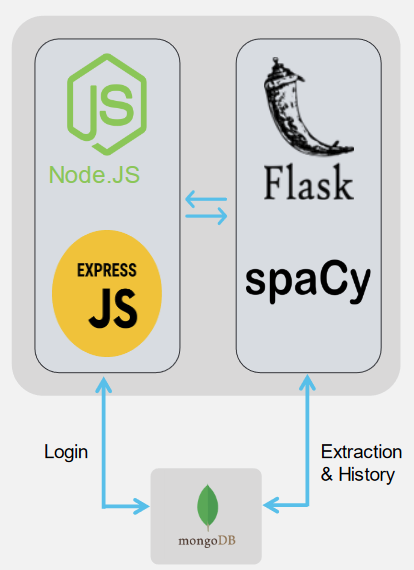 JS
Node.JS
EXPRESS
JS
Flask
spaCy
Login
Extraction
& History
mongoDB